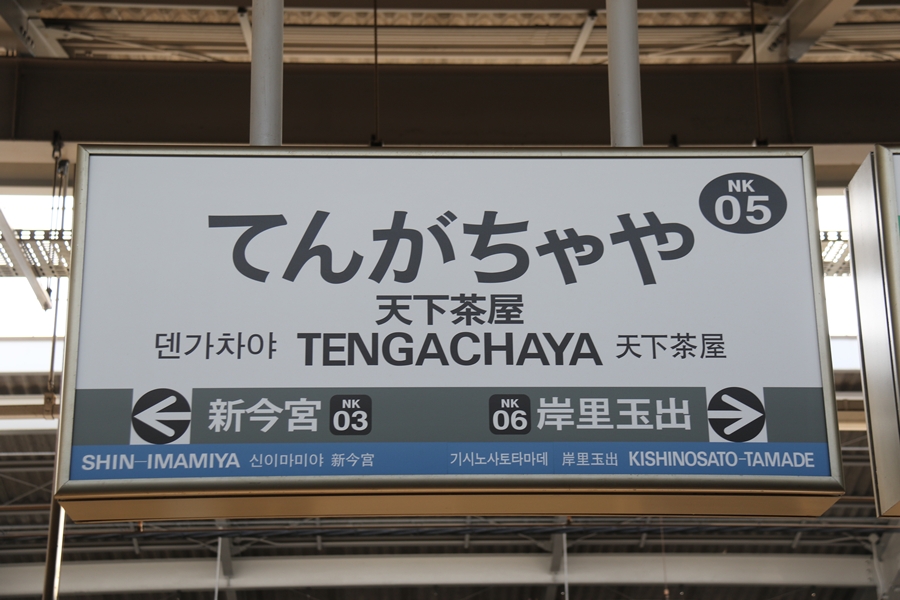 NK
05
てんがちゃや
天下茶屋
덴가차야 TENGACHAYA 天下茶屋
新今宮 NK 03 NK 06 岸里玉出
SHIN-IMAMIYA 신이마미야 新今宮 기시노사토타마데 岸里玉出 KISHINOSATO-TAMADE